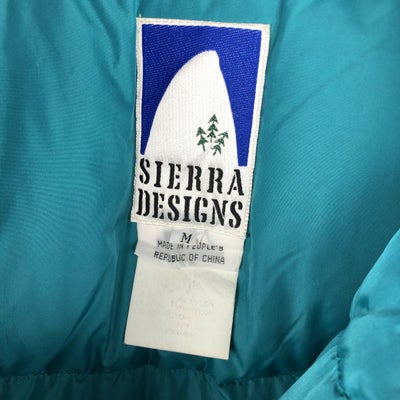 SIERRA
DESIGNS
M
MADE IN PEOPLE'S
REPUBLIC OF CHINA